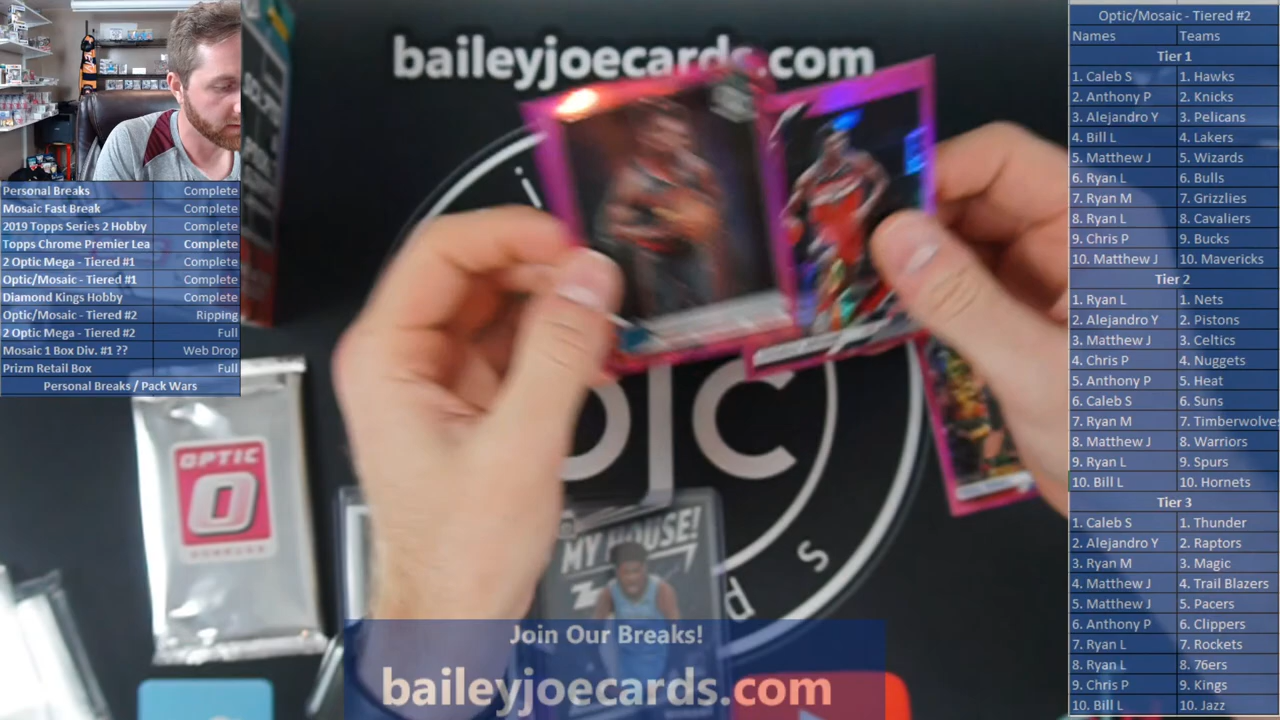 baileyjoecards.com
Personal Breaks Complete
Mosaic Fast Break Complete
2019 Topps Series 2 Hobby Complete
Topps Chrome Premier Lea Complete
2 Optic Mega - Tiered #1 Complete
Optic/Mosaic - Tiered #1 Complete
Diamond Kings Hobby Complete
Optic/Mosaic - Tiered #2 Ripping
2 Optic Mega - Tiered #2 Full
Mosaic 1 Box Div. #1 ?? Web Drop
Prizm Retail Box Full
Personal Breaks / Pack Wars
OPTIC
O
DONRUSS
MY HOUSE!
Join Our Breaks!
baileyjoecards.com
Optic/Mosaic - Tiered #2
Names Teams
Tier 1
1. Caleb S 1. Hawks
2. Anthony P 2. Knicks
3. Alejandro Y 3. Pelicans
4. Bill L 4. Lakers
5. Matthew J 5. Wizards
6. Ryan L 6. Bulls
7. Ryan M 7. Grizzlies
8. Ryan L 8. Cavaliers
9. Chris P 9. Bucks
10. Matthew J 10. Mavericks
Tier 2
1. Ryan L 1. Nets
2. Alejandro Y 2. Pistons
3. Matthew J 3. Celtics
4. Chris P 4. Nuggets
5. Anthony P 5. Heat
6. Caleb S 6. Suns
7. Ryan M 7. Timberwolves
8. Matthew J 8. Warriors
9. Ryan L 9. Spurs
10. Bill L 10. Hornets
Tier 3
1. Caleb S 1. Thunder
2. Alejandro Y 2. Raptors
3. Ryan M 3. Magic
4. Matthew J 4. Trail Blazers
5. Matthew J 5. Pacers
6. Anthony P 6. Clippers
7. Ryan L 7. Rockets
8. Ryan L 8. 76ers
9. Chris P 9. Kings
10. Bill L 10. Jazz